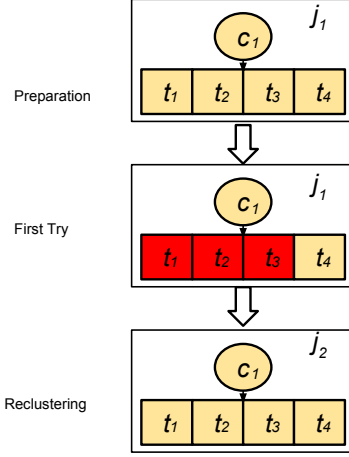 j1
c1
Preparation
t1 t2 t3 t4
j1
c1
First Try
t1 t2 t3 t4
j2
c1
Reclustering
t1 t2 t3 t4